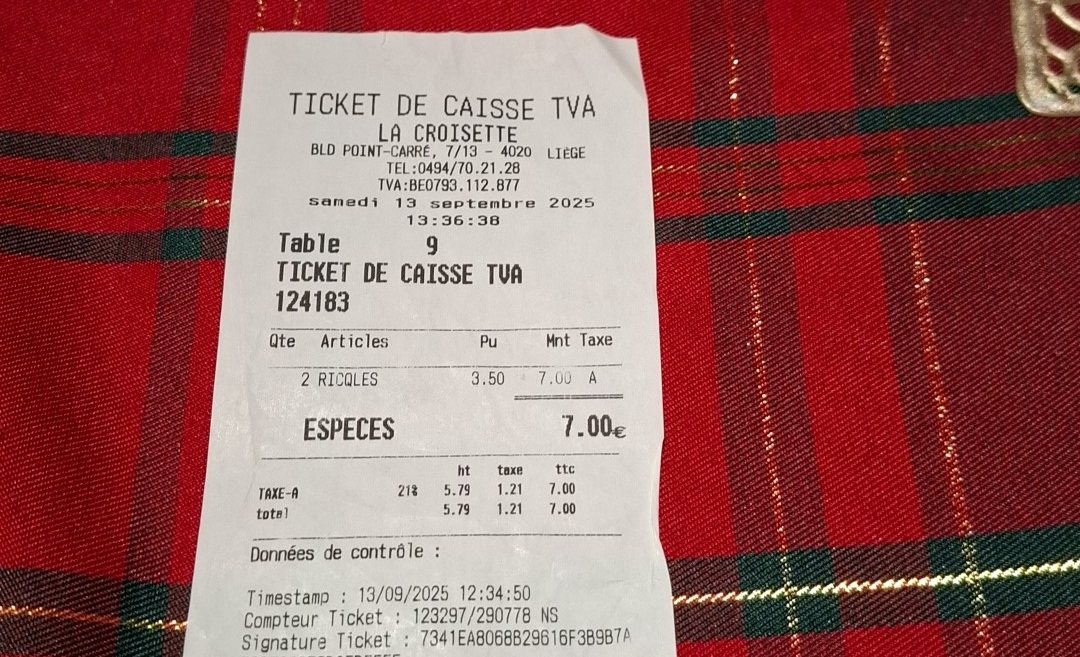 TICKET DE CAISSE TVA
LA CROISETTE
BLD POINT-CARRÉ, 7/13 - 4020 LIÈGE
TEL:0494/70.21.28
TVA:BE0793.112.877
samedi 13 septembre 2025
13:36:38
Table 9
TICKET DE CAISSE TVA
124183
Qte Articles Pu Mnt Taxe
2 RICQLES 3.50 7.00 A
ESPECES 7.00€
ht taxe ttc
TAXE-A 21% 5.79 1.21 7.00
total 5.79 1.21 7.00
Données de contrôle :
Timestamp : 13/09/2025 12:34:50
Compteur Ticket : 123297/290778 NS
Signature Ticket : 7341EA8068B29616F3B9B7A